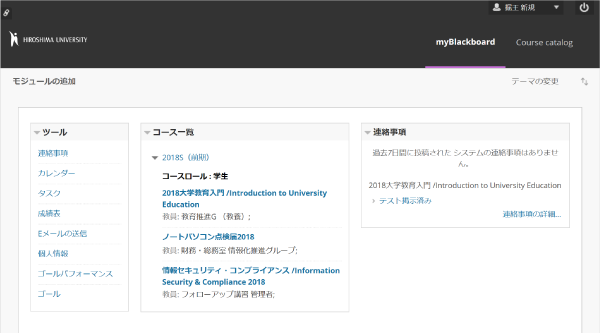 龍王 新規
HIROSHIMA UNIVERSITY
myBlackboard
Course catalog
モジュールの追加
テーマの変更
ツール
連絡事項
カレンダー
タスク
成績表
Eメールの送信
個人情報
ゴールパフォーマンス
ゴール
コース一覧
2018S（前期）
コースロール : 学生
2018大学教育入門 /Introduction to University
Education
教員: 教育推進G （教養）;
ノートパソコン点検展2018
教員: 財務・総務室 情報化推進グループ;
情報セキュリティ・コンプライアンス /Information
Security & Compliance 2018
教員: フォローアップ講習 管理者;
連絡事項
過去7日間に投稿された システムの連絡事項はありませ
ん。
2018大学教育入門 /Introduction to University Education
テスト掲示済み
連絡事項の詳細...